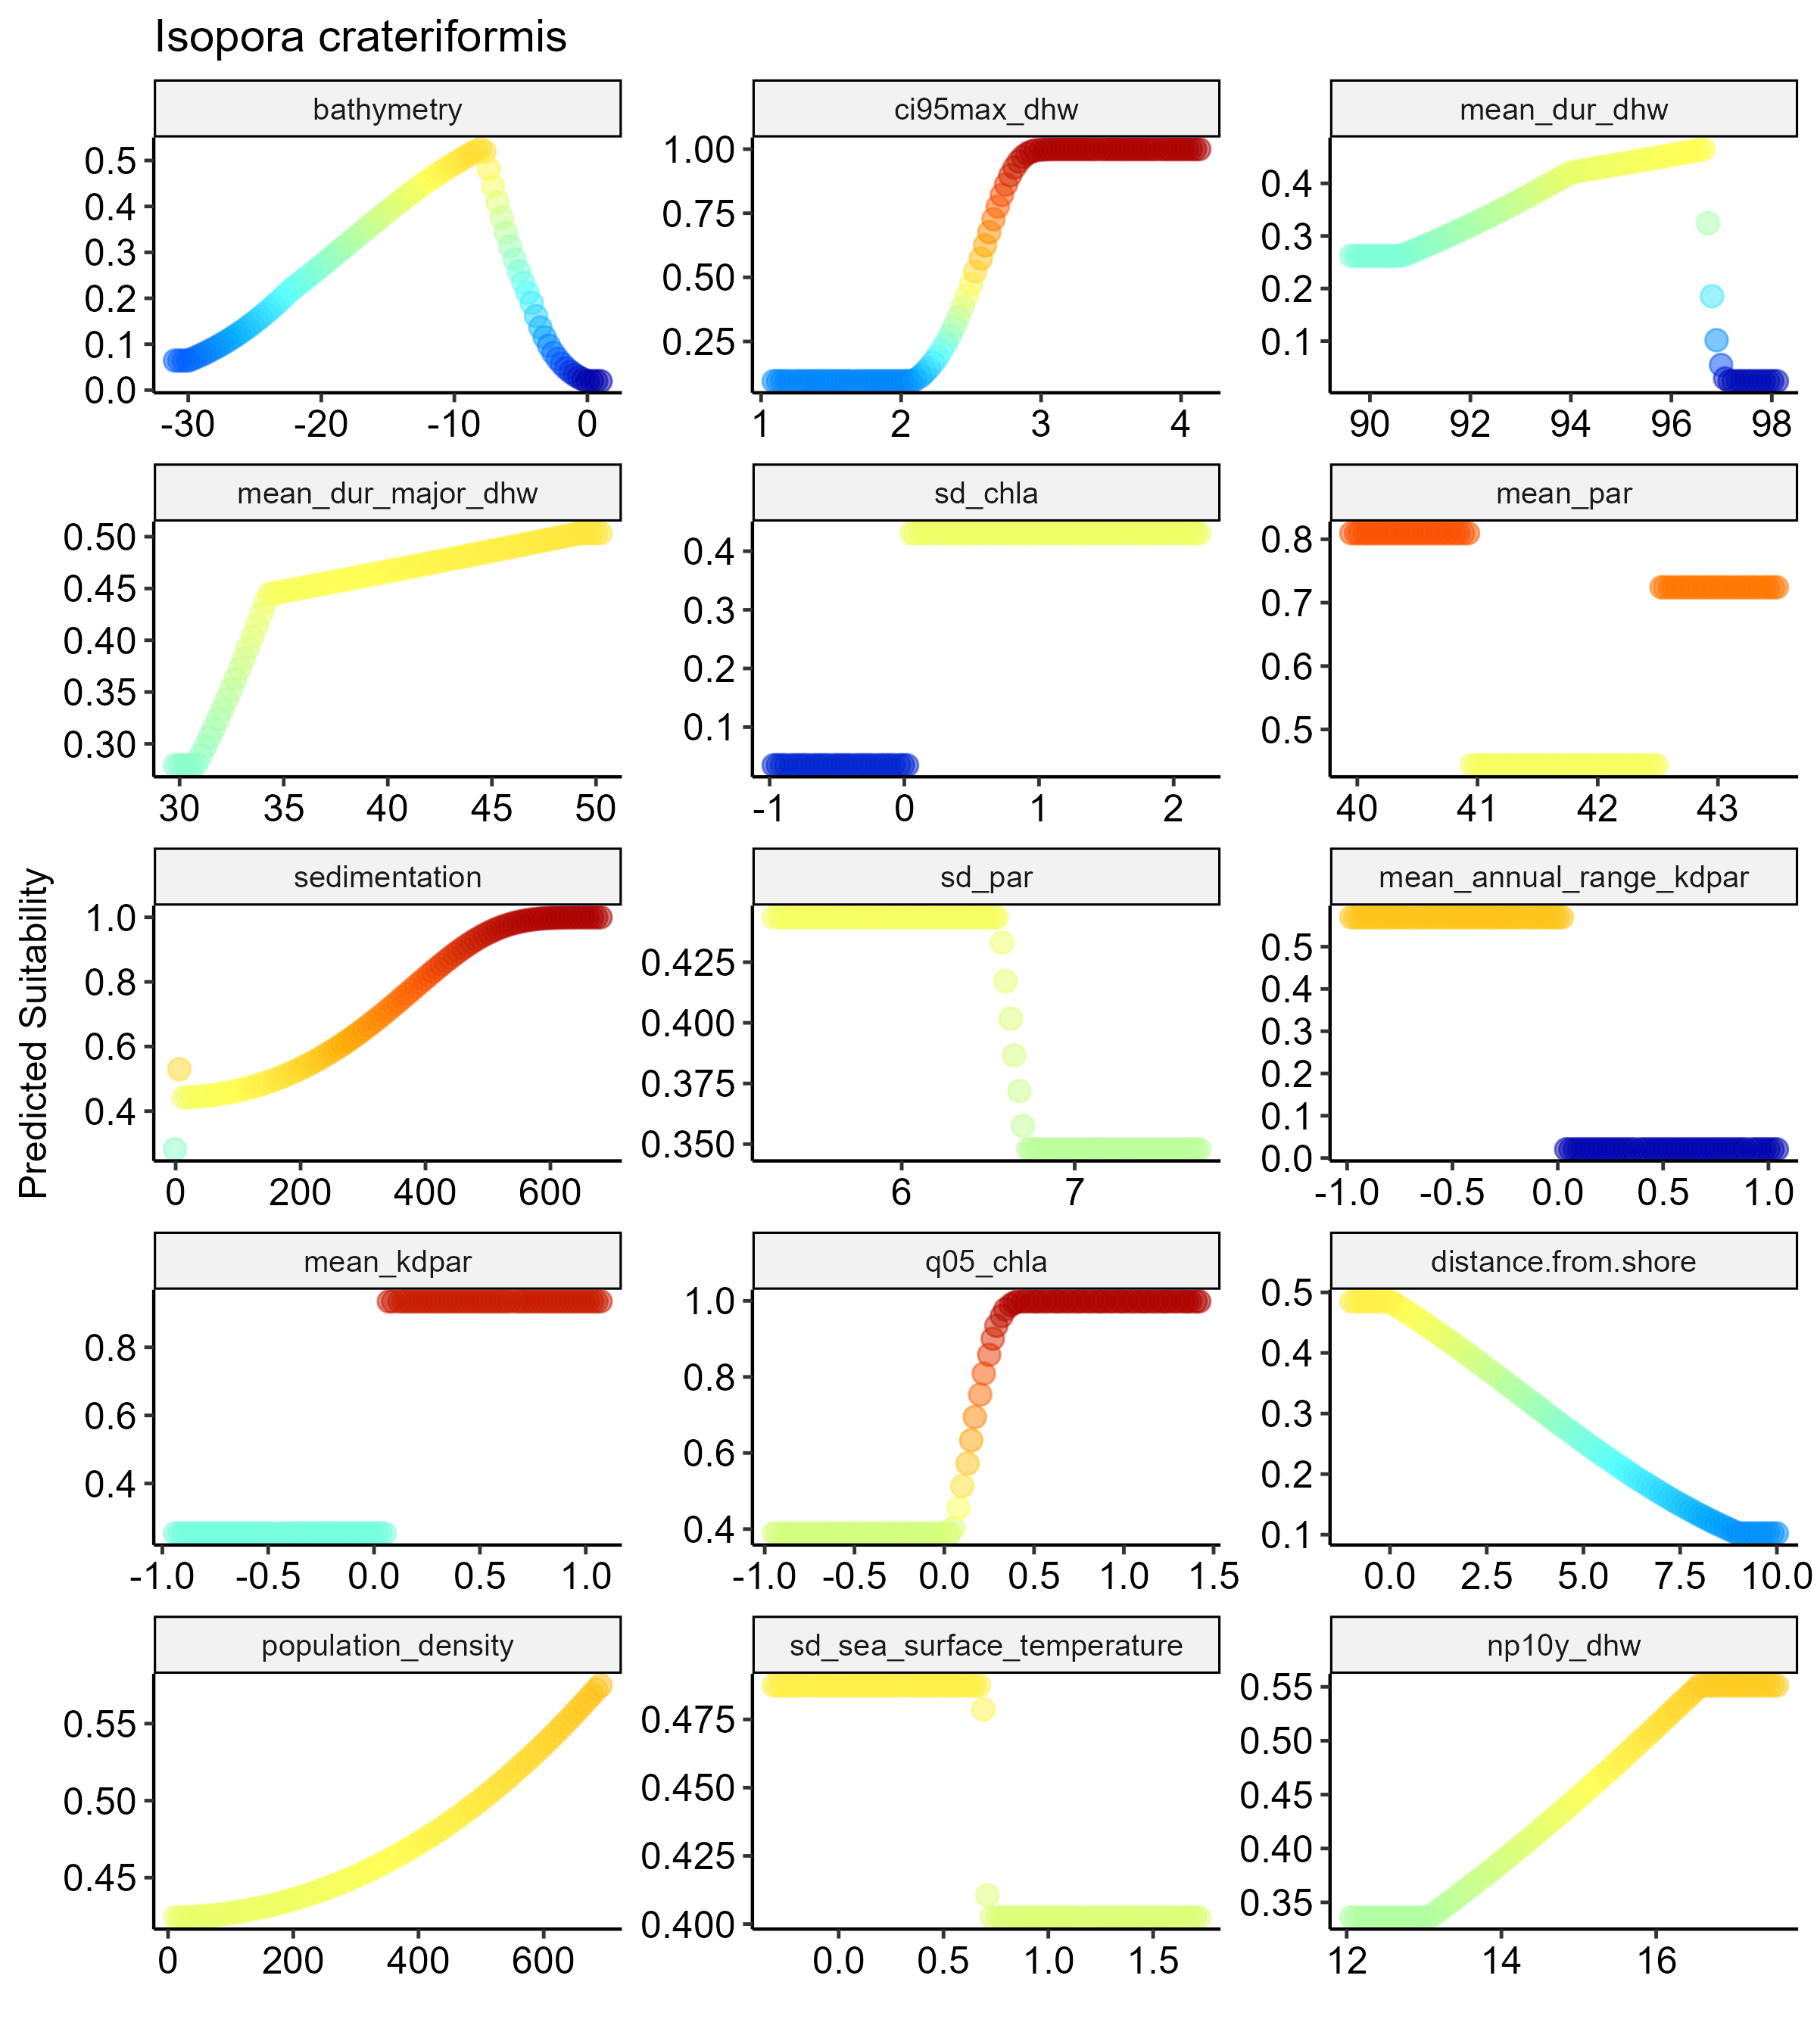 Isopora crateriformis
bathymetry ci95max_dhw mean_dur_dhw
0.5 0.4 0.3 0.2 0.1 0.0
-30 -20 -10 0
1.00 0.75 0.50 0.25
1 2 3 4
0.4 0.3 0.2 0.1
90 92 94 96 98
mean_dur_major_dhw sd_chla mean_par
0.50 0.45 0.40 0.35 0.30
30 35 40 45 50
0.4 0.3 0.2 0.1
-1 0 1 2
0.8 0.7 0.6 0.5
40 41 42 43
Predicted Suitability
sedimentation sd_par mean_annual_range_kdpar
1.0 0.8 0.6 0.4
0 200 400 600
0.425 0.400 0.375 0.350
6 7
0.5 0.4 0.3 0.2 0.1 0.0
-1.0 -0.5 0.0 0.5 1.0
mean_kdpar q05_chla distance.from.shore
0.8 0.6 0.4
-1.0 -0.5 0.0 0.5 1.0
1.0 0.8 0.6 0.4
-1.0 -0.5 0.0 0.5 1.0 1.5
0.5 0.4 0.3 0.2 0.1
0.0 2.5 5.0 7.5 10.0
population_density sd_sea_surface_temperature np10y_dhw
0.55 0.50 0.45
0 200 400 600
0.475 0.450 0.425 0.400
0.0 0.5 1.0 1.5
0.55 0.50 0.45 0.40 0.35
12 14 16